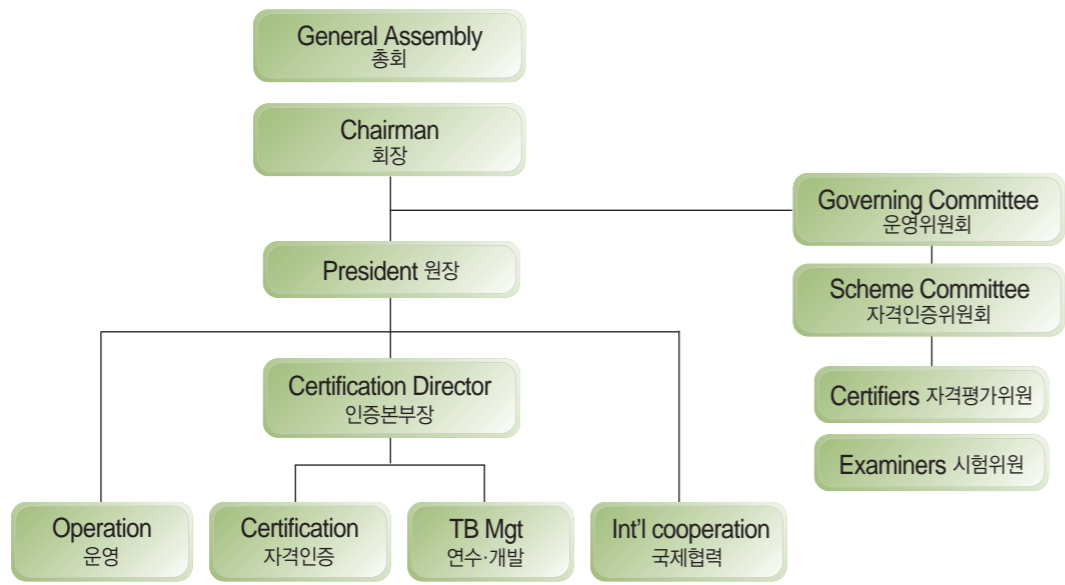 General Assembly
총회
Chairman
회장
Governing Committee
운영위원회
President 원장
Scheme Committee
자격인증위원회
Certification Director
인증본부장
Certifiers 자격평가위원
Examiners 시험위원
Operation
운영
Certification
자격인증
TB Mgt
연수·개발
Int'l cooperation
국제협력